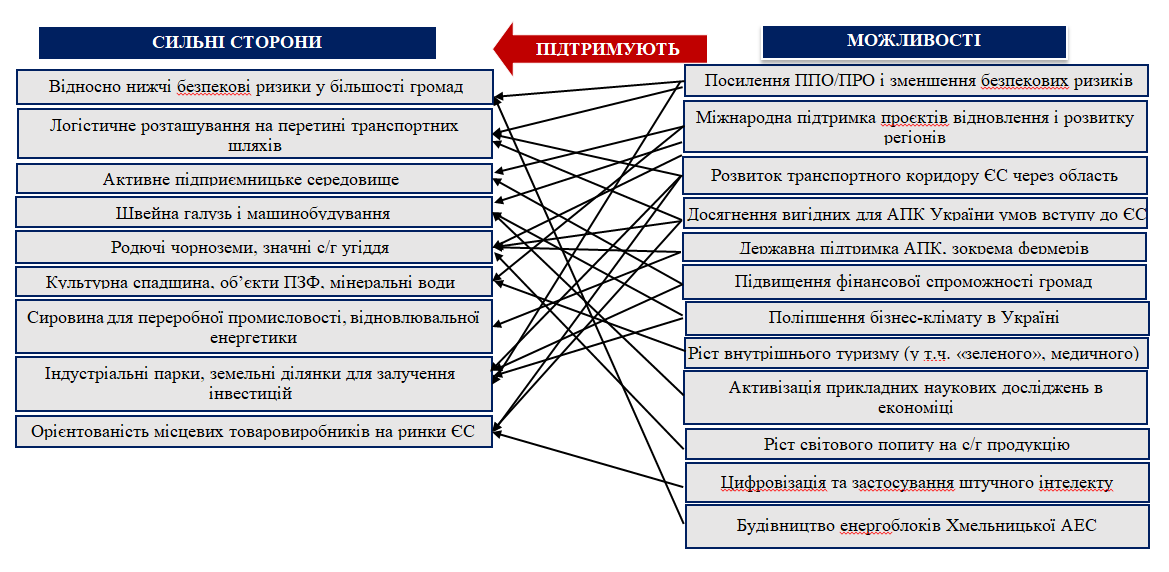 СИЛЬНІ СТОРОНИ
ПІДТРИМУЮТЬ
МОЖЛИВОСТІ
Відносно нижчі безпекові ризики у більшості громад
Логістичне розташування на перетині транспортних
шляхів
Активне підприємницьке середовище
Швейна галузь і машинобудування
Родючі чорноземи, значні с/г угіддя
Культурна спадщина, об’єкти ПЗФ, мінеральні води
Сировина для переробної промисловості, відновлювальної
енергетики
Індустріальні парки, земельні ділянки для залучення
інвестицій
Орієнтованість місцевих товаровиробників на ринки ЄС
Посилення ППО/ПРО і зменшення безпекових ризиків
Міжнародна підтримка проєктів відновлення і розвитку
регіонів
Розвиток транспортного коридору ЄС через область
Досягнення вигідних для АПК України умов вступу до ЄС
Державна підтримка АПК, зокрема фермерів
Підвищення фінансової спроможності громад
Поліпшення бізнес-клімату в Україні
Ріст внутрішнього туризму (у т.ч. «зеленого», медичного)
Активізація прикладних наукових досліджень в
економіці
Ріст світового попиту на с/г продукцію
Цифровізація та застосування штучного інтелекту
Будівництво енергоблоків Хмельницької АЕС